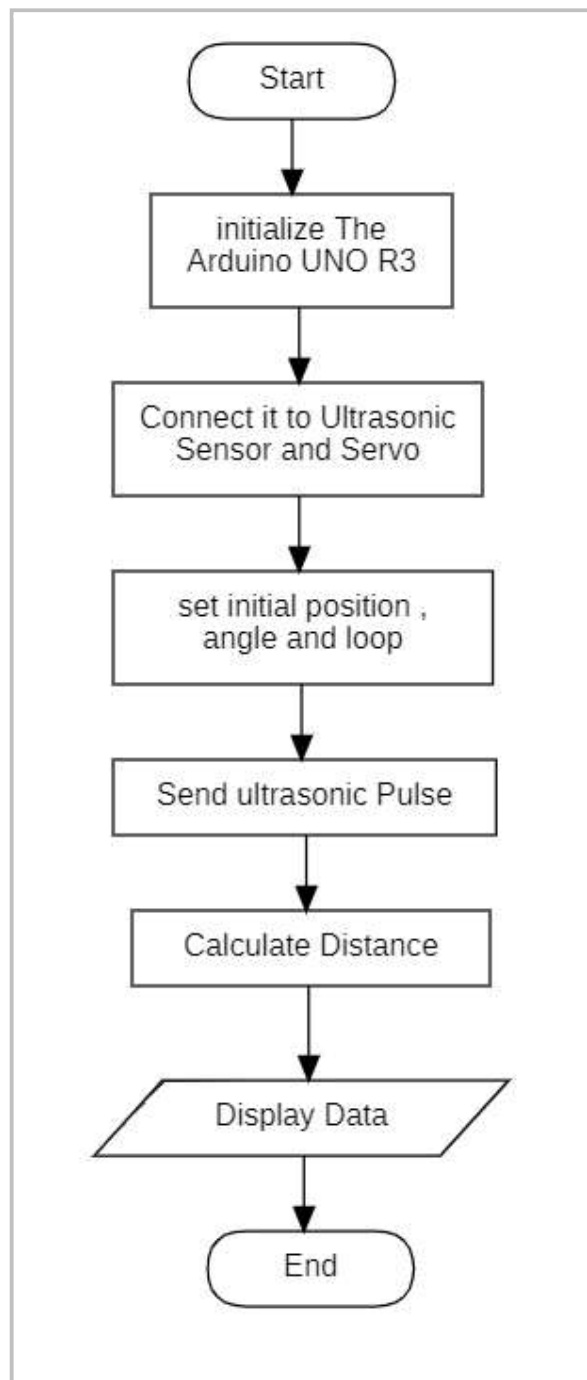 Start
initialize The
Arduino UNO R3
Connect it to Ultrasonic
Sensor and Servo
set initial position ,
angle and loop
Send ultrasonic Pulse
Calculate Distance
Display Data
End